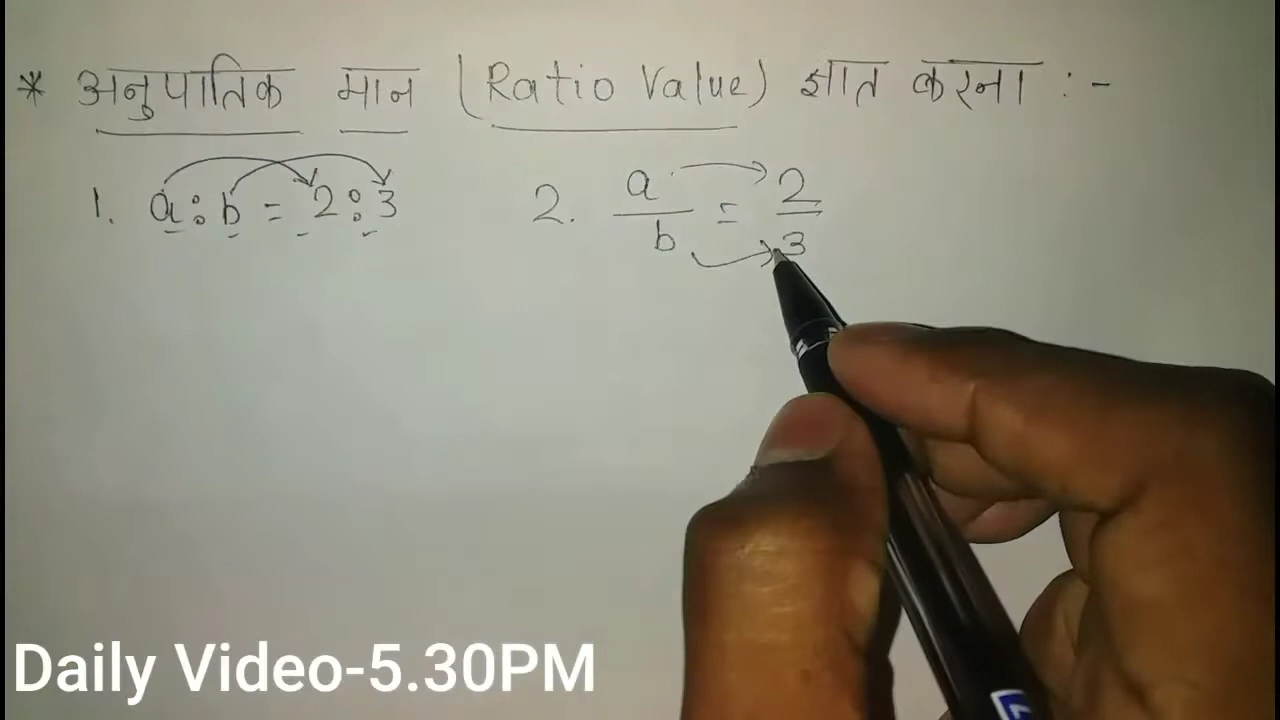 * अनुपातिक मान (Ratio Value) ज्ञात करना :-
1. a:b = 2:3
2. a/b = 2/3
Daily Video-5.30PM